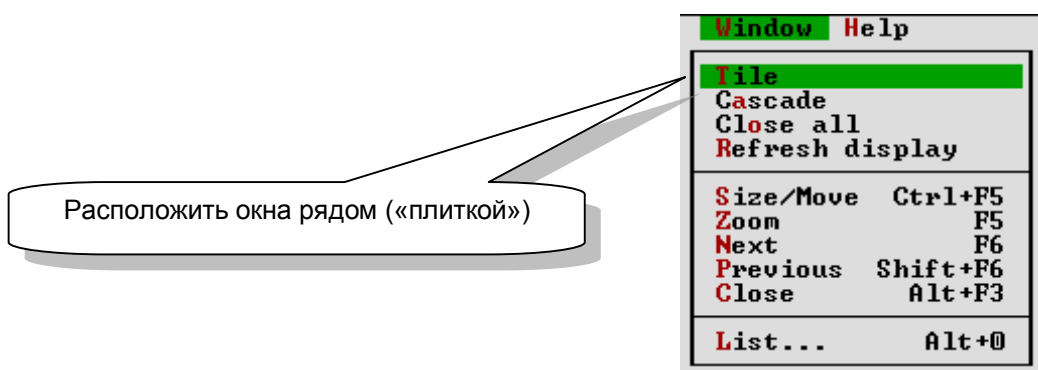 Window Help
Tile
Cascade
Close all
Refresh display
Расположить окна рядом («плиткой»)
Size/Move Ctrl+F5
Zoom F5
Next F6
Previous Shift+F6
Close Alt+F3
List... Alt+0